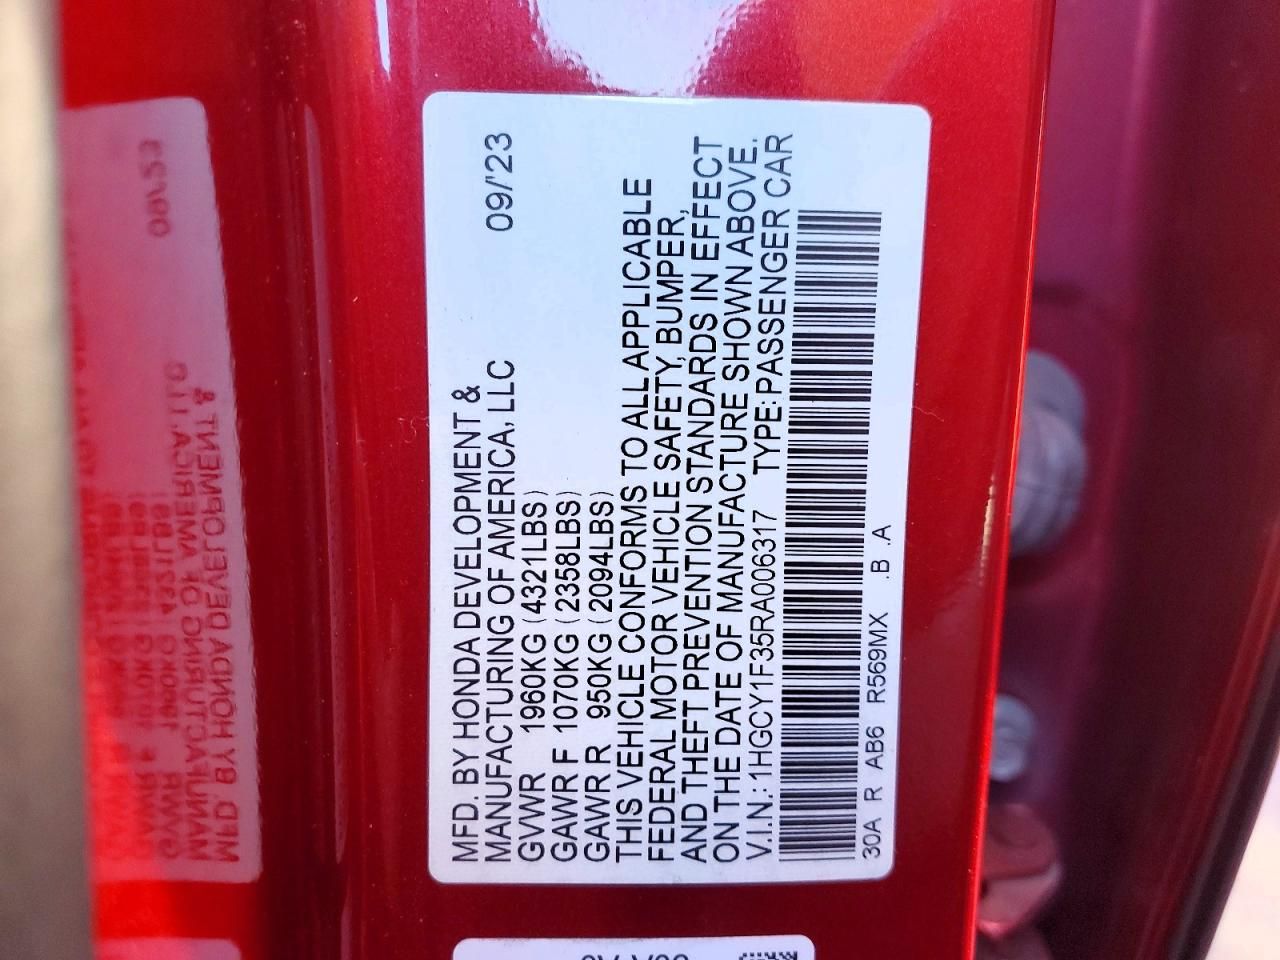 MFD. BY HONDA DEVELOPMENT & 09/'23
MANUFACTURING OF AMERICA, LLC
GVWR 1960KG (4321LBS)
GAWR F 1070KG (2358LBS)
GAWR R 950KG (2094LBS)
THIS VEHICLE CONFORMS TO ALL APPLICABLE
FEDERAL MOTOR VEHICLE SAFETY, BUMPER,
AND THEFT PREVENTION STANDARDS IN EFFECT
ON THE DATE OF MANUFACTURE SHOWN ABOVE.
V.I.N.: 1HGCY1F35RA006317 TYPE: PASSENGER CAR
30A R AB6 R569MX .B .A